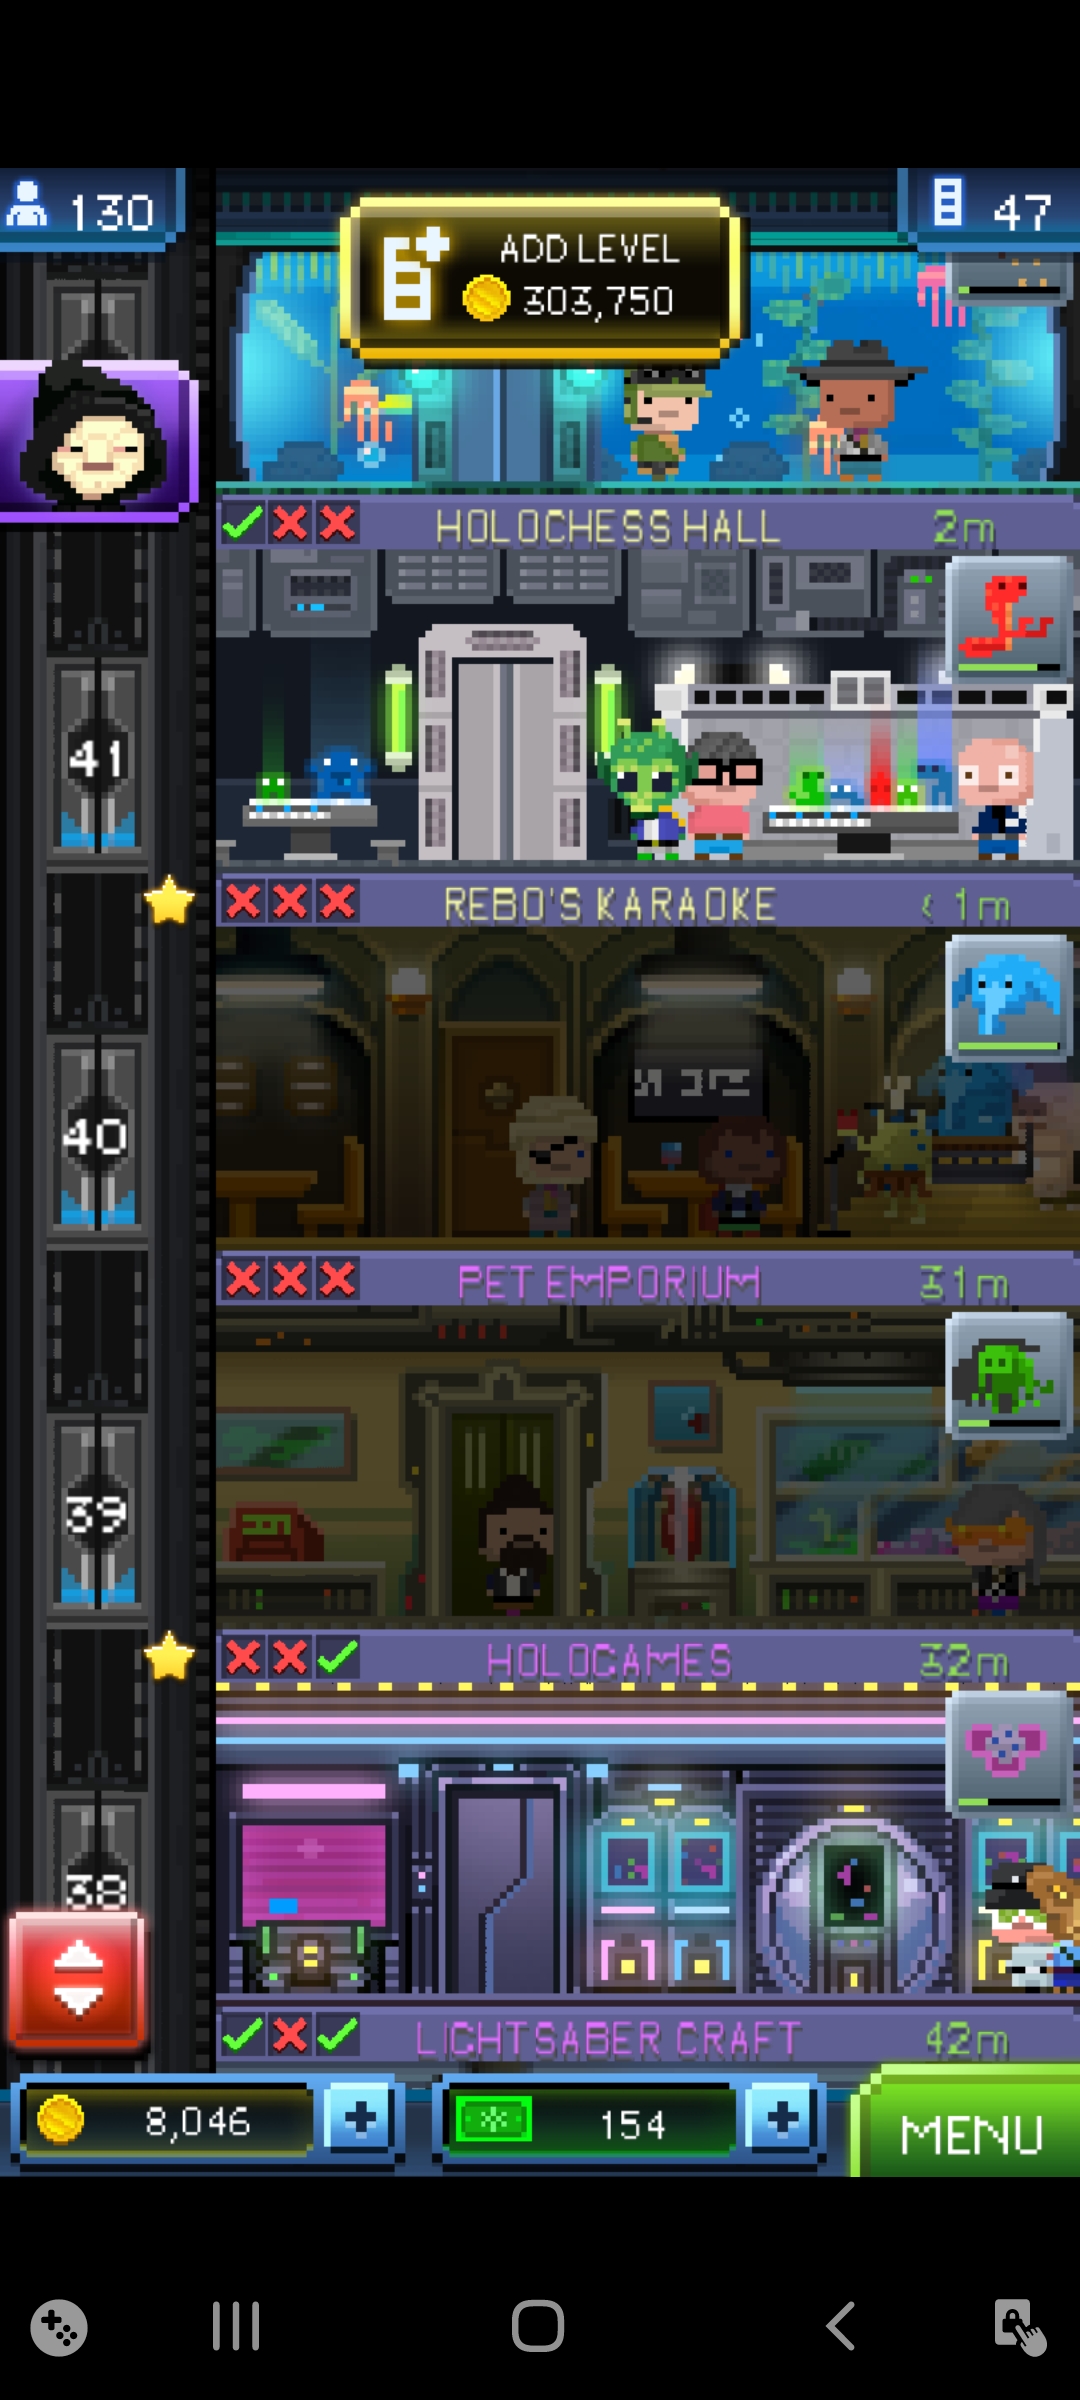 130
47
ADD LEVEL
303,750
HOLOCHESS HALL 2m
41
REBO'S KARAOKE < 1m
40
PET EMPORIUM 31m
39
HOLOGAMES 32m
38
LIGHTSABER CRAFT 42m
8,046
154
MENU